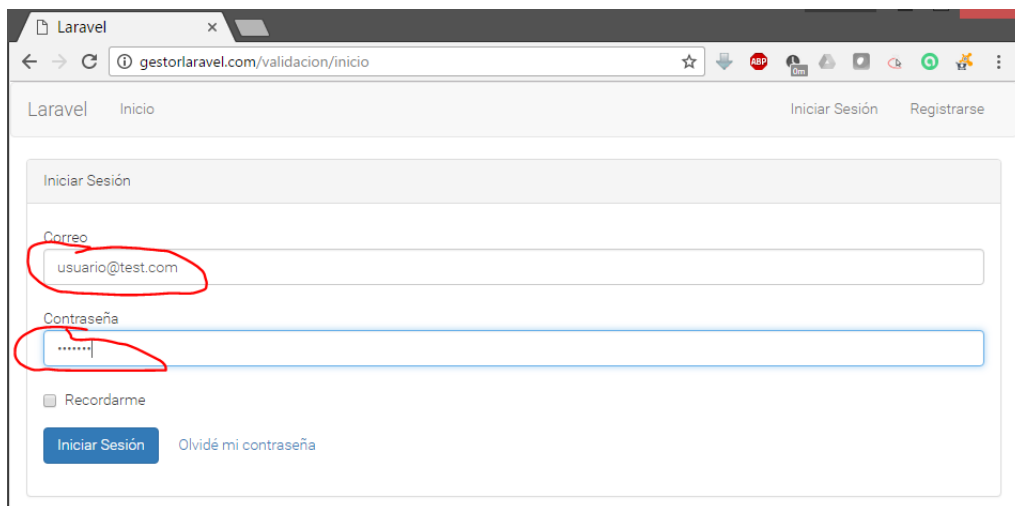 Laravel
gestorlaravel.com/validacion/inicio
ABP
0m
Laravel Inicio Iniciar Sesión Registrarse
Iniciar Sesión
Correo
usuario@test.com
Contraseña
•••••••
Recordarme
Iniciar Sesión Olvidé mi contraseña